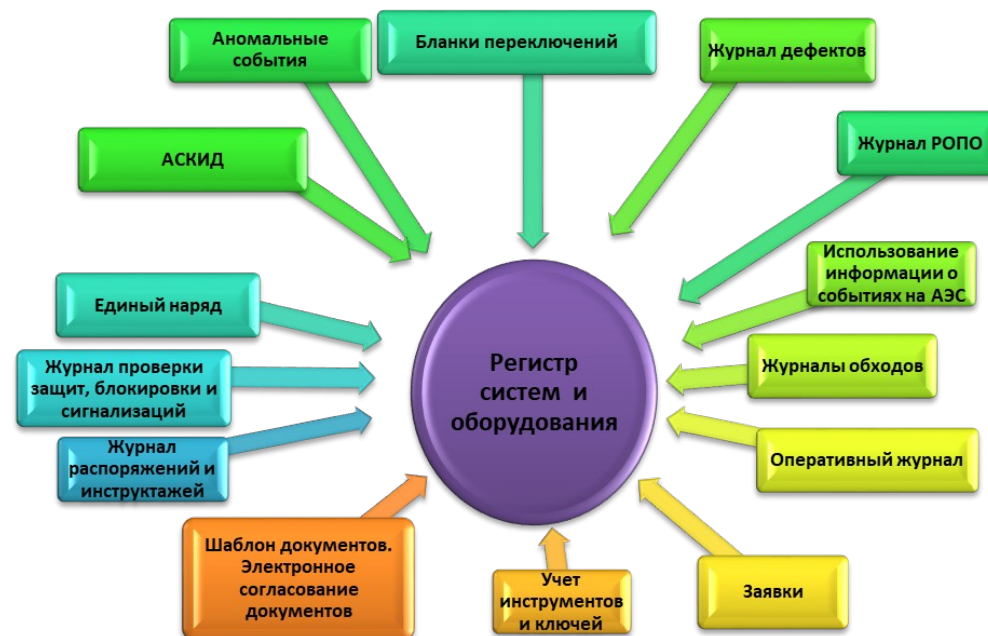 Аномальные
события
Бланки переключений
Журнал дефектов
АСКИД
Журнал РОПО
Использование
информации о
событиях на АЭС
Единый наряд
Журнал проверки
защит, блокировки и
сигнализаций
Регистр
систем и
оборудования
Журналы обходов
Журнал
распоряжений и
инструктажей
Оперативный журнал
Шаблон документов.
Электронное
согласование
документов
Учет
инструментов
и ключей
Заявки